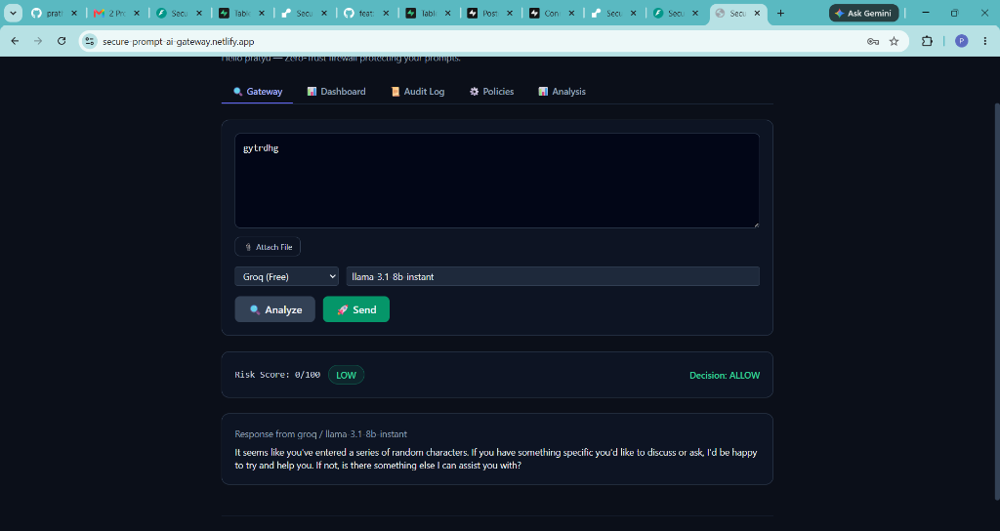 prat
2 Pr
Secu
Table
Secu
feat
Table
Post
Con
Secu
Secu
Secu
Ask Gemini
secure-prompt-ai-gateway.netlify.app
P
Hello pratyu — Zero-Trust firewall protecting your prompts.
Gateway
Dashboard
Audit Log
Policies
Analysis
gytrdhg
Attach File
Groq (Free)
llama-3.1-8b-instant
Analyze
Send
Risk Score: 0/100
LOW
Decision: ALLOW
Response from groq / llama-3.1-8b-instant
It seems like you've entered a series of random characters. If you have something specific you'd like to discuss or ask, I'd be happy
to try and help you. If not, is there something else I can assist you with?